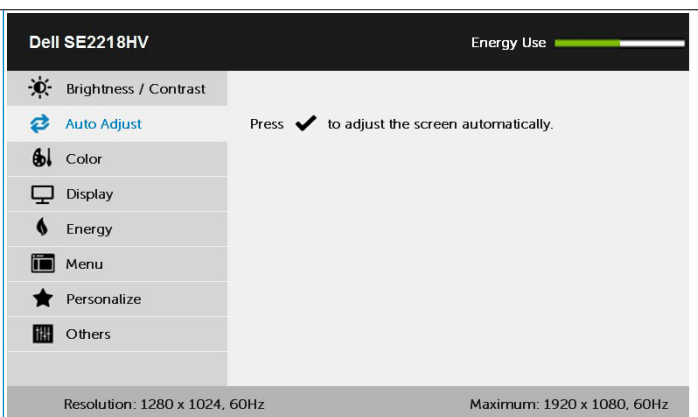 Dell SE2218HV
Energy Use
Brightness / Contrast
Auto Adjust
Press ✔ to adjust the screen automatically.
Color
Display
Energy
Menu
Personalize
Others
Resolution: 1280 x 1024, 60Hz
Maximum: 1920 x 1080, 60Hz